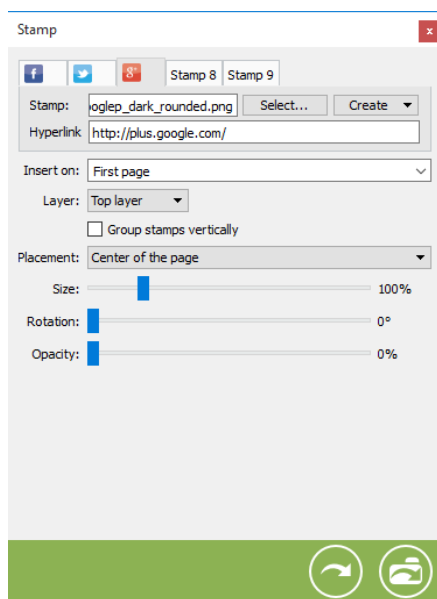 Stamp
x
f
g+
Stamp 8
Stamp 9
Stamp: ooglep_dark_rounded.png Select... Create
Hyperlink http://plus.google.com/
Insert on: First page
Layer: Top layer
Group stamps vertically
Placement: Center of the page
Size: 100%
Rotation: 0°
Opacity: 0%